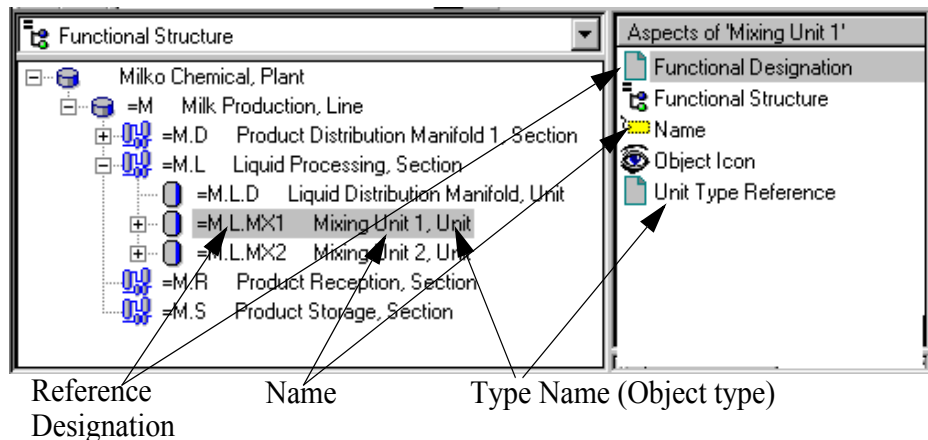 Functional Structure
Aspects of 'Mixing Unit 1'
Milko Chemical, Plant
=M Milk Production, Line
=M.D Product Distribution Manifold 1, Section
=M.L Liquid Processing, Section
=M.L.D Liquid Distribution Manifold, Unit
=M.L.MX1 Mixing Unit 1, Unit
=M.L.MX2 Mixing Unit 2, Unit
=M.R Product Reception, Section
=M.S Product Storage, Section
Functional Designation
Functional Structure
Name
Object Icon
Unit Type Reference
Reference
Designation
Name
Type Name (Object type)